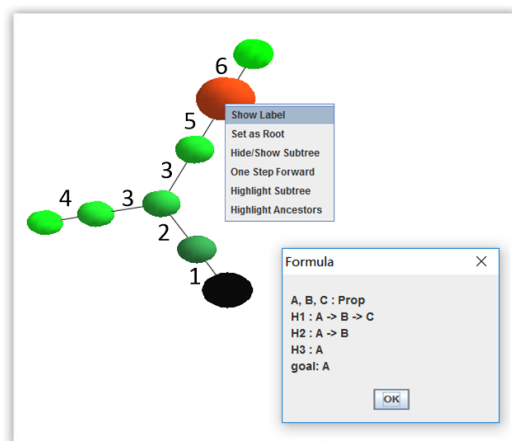 6
Show Label
5
Set as Root
Hide/Show Subtree
3
One Step Forward
4
3
Highlight Subtree
Highlight Ancestors
2
1
Formula
A, B, C : Prop
H1 : A -> B -> C
H2 : A -> B
H3 : A
goal: A
OK